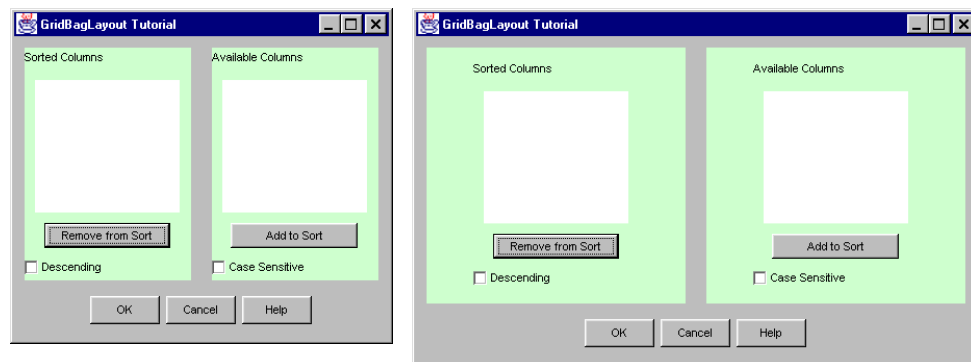 GridBagLayout Tutorial
Sorted Columns
Available Columns
Remove from Sort
Add to Sort
Descending
Case Sensitive
OK
Cancel
Help
GridBagLayout Tutorial
Sorted Columns
Available Columns
Remove from Sort
Add to Sort
Descending
Case Sensitive
OK
Cancel
Help